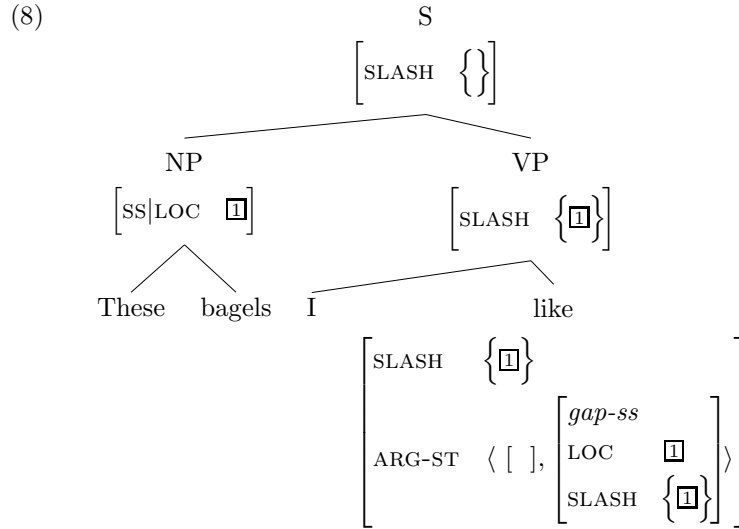 (8) S
[SLASH {}]
NP VP
[SS|LOC 1] [SLASH {1}]
These bagels I like
[SLASH {1}
gap-ss
ARG-ST ⟨ [ ], [LOC 1] ⟩
SLASH {1}]